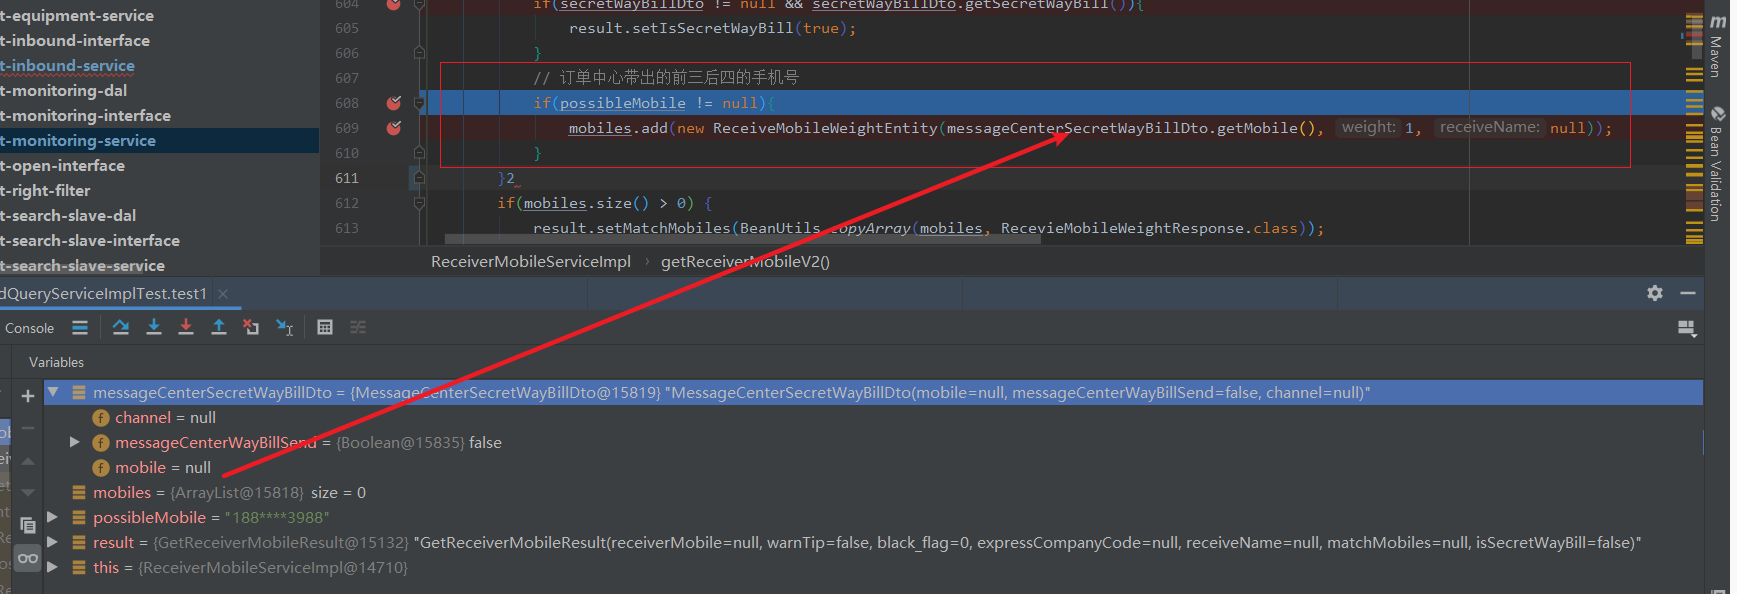 t-equipment-service
t-inbound-interface
t-inbound-service
t-monitoring-dal
t-monitoring-interface
t-monitoring-service
t-open-interface
t-right-filter
t-search-slave-dal
t-search-slave-interface
t-search-slave-service
604 if(secretWayBillDto != null && secretWayBillDto.getSecretWayBill()){
605 result.setIsSecretWayBill(true);
606 }
607 // 订单中心带出的前三后四的手机号
608 if(possibleMobile != null){
609 mobiles.add(new ReceiveMobileWeightEntity(messageCenterSecretWayBillDto.getMobile(), weight: 1, receiveName: null));
610 }
611 }2
612 if(mobiles.size() > 0) {
613 result.setMatchMobiles(BeanUtils.copyArray(mobiles, RecevieMobileWeightResponse.class));
ReceiverMobileServiceImpl › getReceiverMobileV2()
Maven
Bean Validation
dQueryServiceImplTest.test1
Console
Variables
messageCenterSecretWayBillDto = {MessageCenterSecretWayBillDto@15819} "MessageCenterSecretWayBillDto(mobile=null, messageCenterWayBillSend=false, channel=null)"
channel = null
messageCenterWayBillSend = {Boolean@15835} false
mobile = null
mobiles = {ArrayList@15818} size = 0
possibleMobile = "188****3988"
result = {GetReceiverMobileResult@15132} "GetReceiverMobileResult(receiverMobile=null, warnTip=false, black_flag=0, expressCompanyCode=null, receiveName=null, matchMobiles=null, isSecretWayBill=false)"
this = {ReceiverMobileServiceImpl@14710}